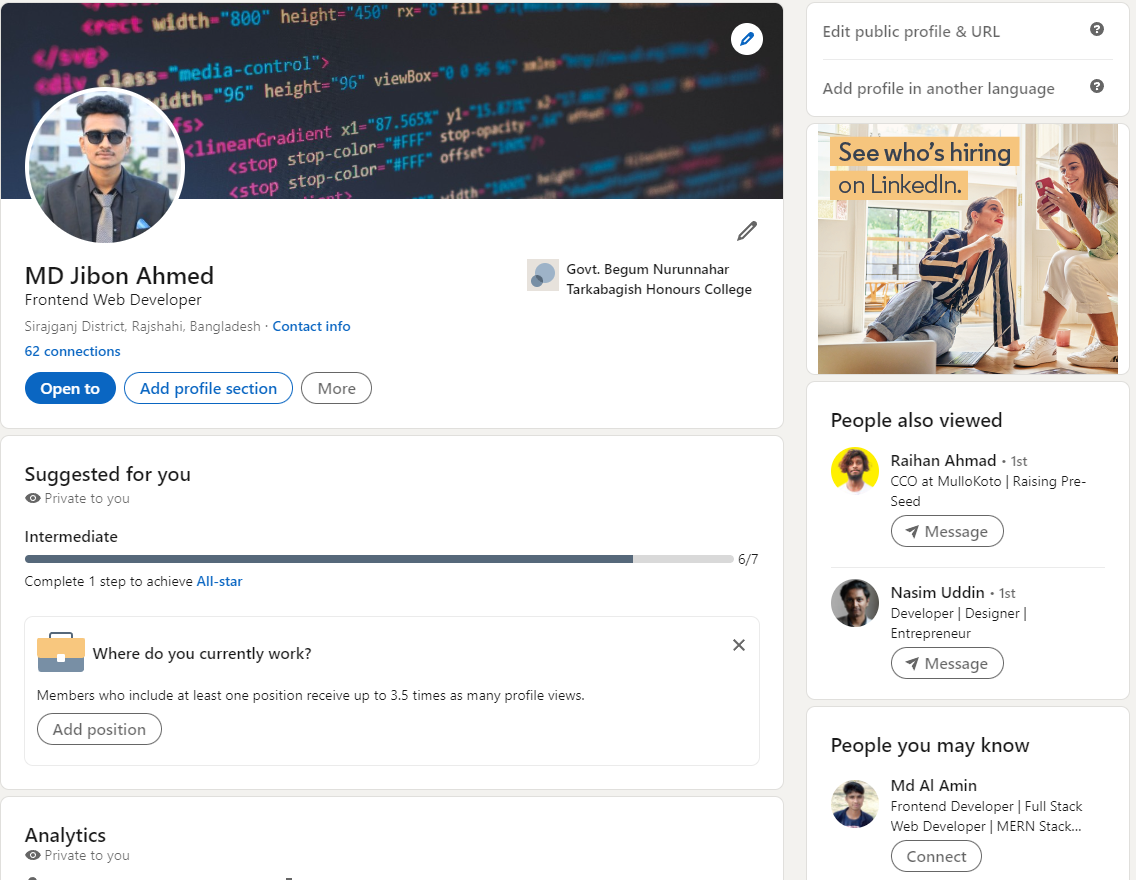 <rect width="800" height="450" rx="8" fill=
</svg>
<div class="media-control">
width="96" height="96" viewBox="0 0 96 96"
<linearGradient x1="87.565%" y1="15.873%"
<stop stop-color="#FFF" stop-opacity=
<stop stop-color="#FFF" offset="100%"/>
MD Jibon Ahmed
Frontend Web Developer
Sirajganj District, Rajshahi, Bangladesh · Contact info
62 connections
Govt. Begum Nurunnahar
Tarkabagish Honours College
Open to
Add profile section
More
Suggested for you
Private to you
Intermediate
6/7
Complete 1 step to achieve All-star
Where do you currently work?
Members who include at least one position receive up to 3.5 times as many profile views.
Add position
Analytics
Private to you
Edit public profile & URL
Add profile in another language
See who's hiring
on LinkedIn.
People also viewed
Raihan Ahmad • 1st
CCO at MulloKoto | Raising Pre-
Seed
Message
Nasim Uddin • 1st
Developer | Designer |
Entrepreneur
Message
People you may know
Md Al Amin
Frontend Developer | Full Stack
Web Developer | MERN Stack...
Connect